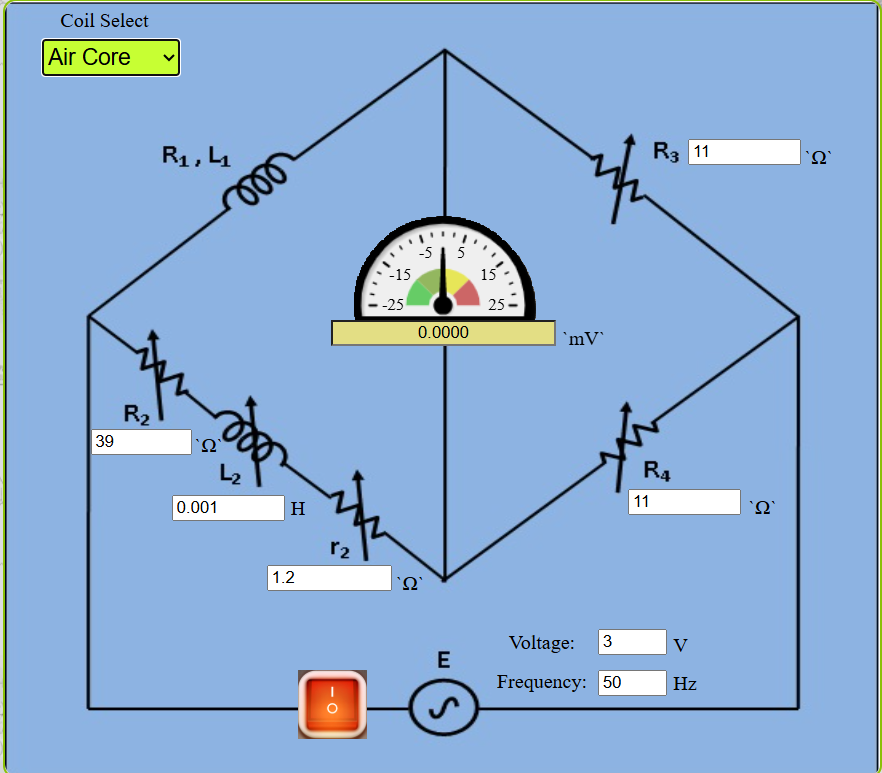 Coil Select
Air Core
R₁ , L₁
R₃ 11 `Ω`
-25 -15 -5 5 15 25
0.0000 `mV`
R₂
39 `Ω`
L₂
0.001 H
r₂
1.2 `Ω`
R₄
11 `Ω`
Voltage: 3 V
E
Frequency: 50 Hz
I
O